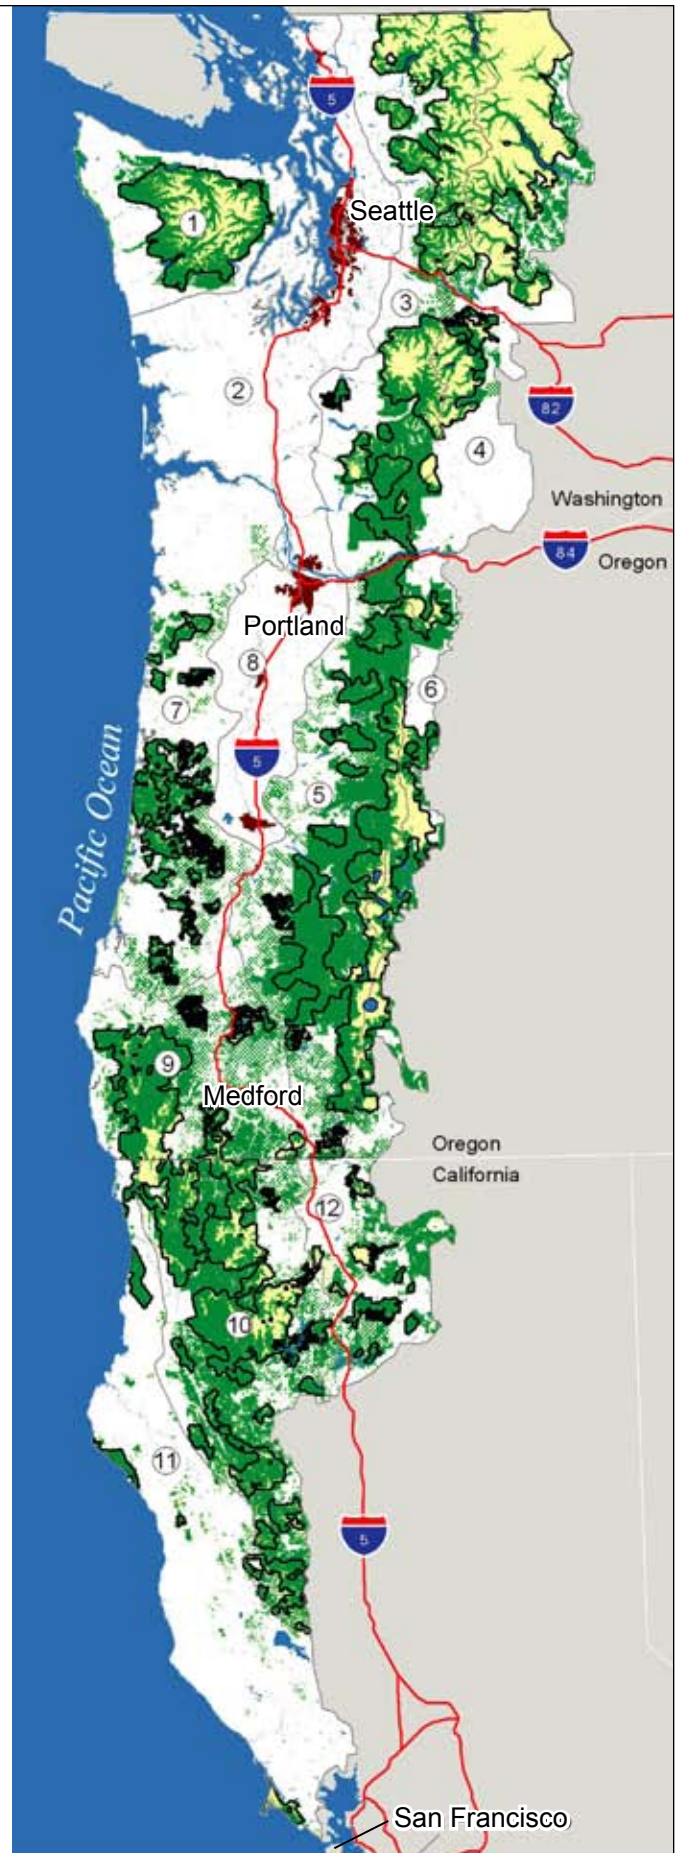 5
1
Seattle
3
2
82
4
Washington
84
Oregon
Portland
8
6
7
Pacific Ocean
5
5
9
Medford
Oregon
California
12
10
11
5
San Francisco